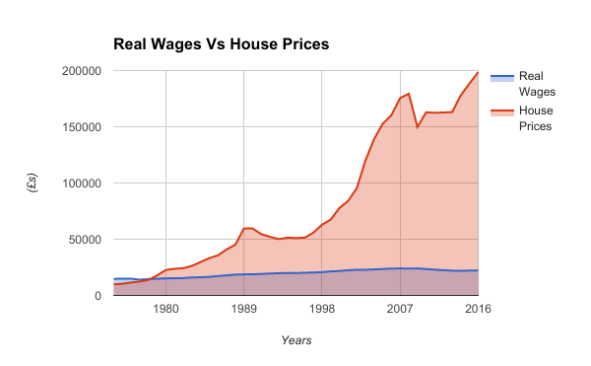 Real Wages Vs House Prices
200000
150000
100000
50000
0
(£s)
1980
1989
1998
2007
2016
Years
Real
Wages
House
Prices